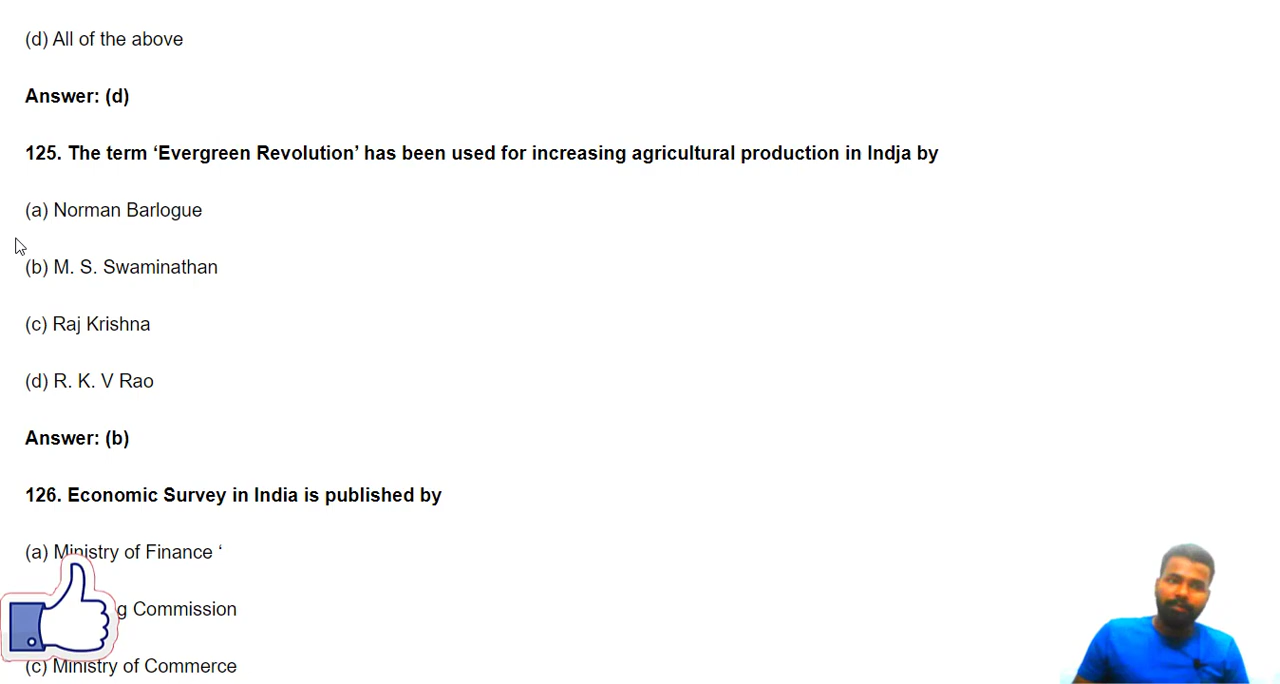 (d) All of the above
Answer: (d)
125. The term ‘Evergreen Revolution’ has been used for increasing agricultural production in Indja by
(a) Norman Barlogue
(b) M. S. Swaminathan
(c) Raj Krishna
(d) R. K. V Rao
Answer: (b)
126. Economic Survey in India is published by
(a) Ministry of Finance ‘
Commission
(c) Ministry of Commerce